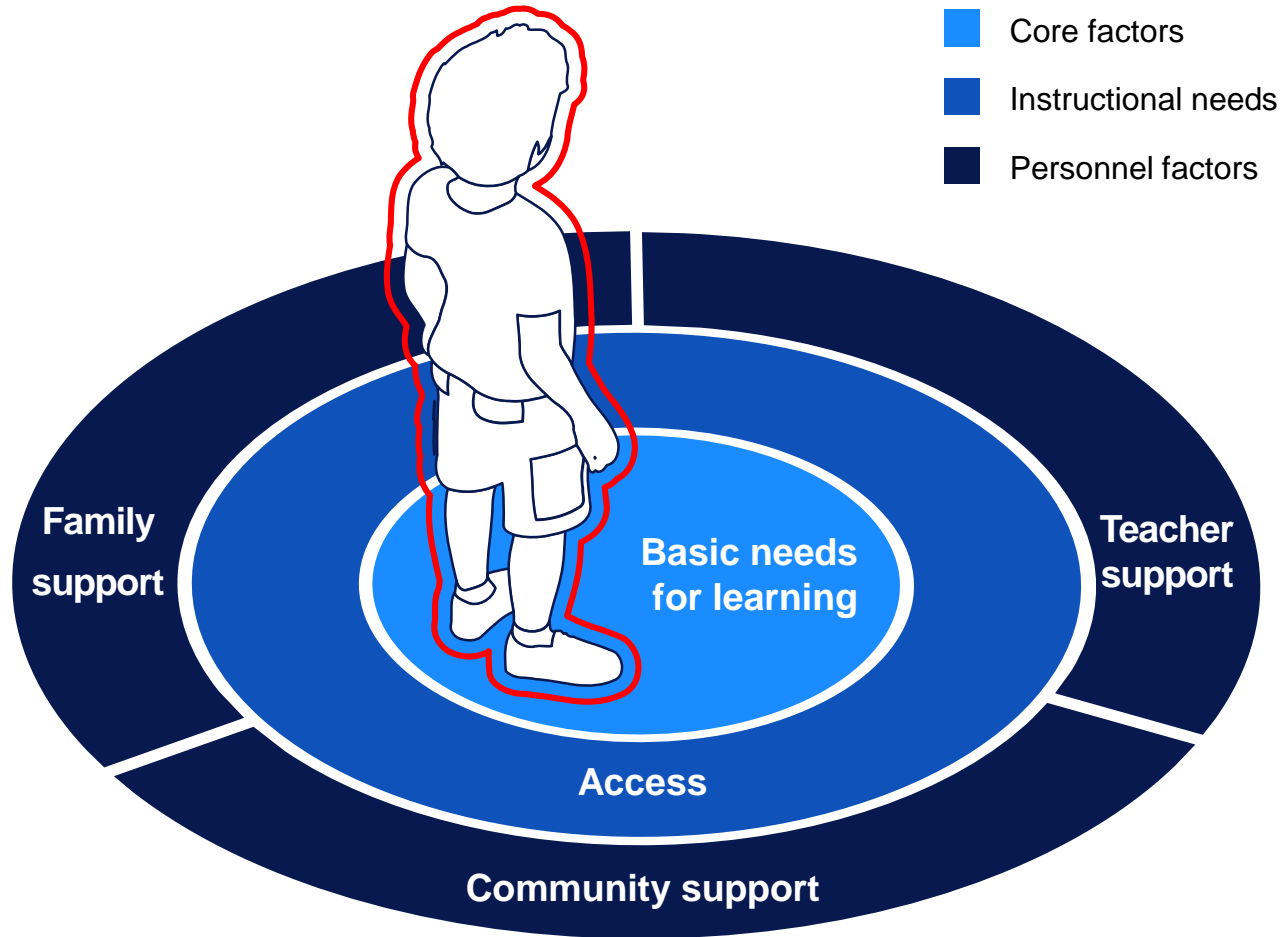 Core factors
Instructional needs
Personnel factors
Family
support
Basic needs
for learning
Teacher
support
Access
Community support